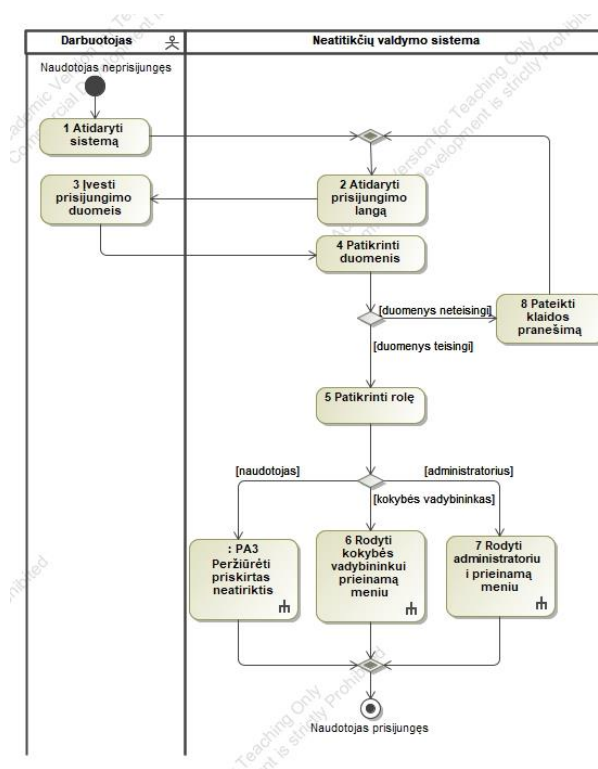 Darbuotojas
Neatitikčių valdymo sistema
Naudotojas neprisijungęs
1 Atidaryti
sistemą
3 Įvesti
prisijungimo
duomeis
2 Atidaryti
prisijungimo
langą
4 Patikrinti
duomenis
[duomenys neteisingi]
8 Pateikti
klaidos
pranešimą
[duomenys teisingi]
5 Patikrinti rolę
[naudotojas]
[administratorius]
[kokybės vadybininkas]
: PA3
Peržiūrėti
priskirtas
neatiriktis
6 Rodyti
kokybės
vadybininkui
prieinamą
meniu
7 Rodyti
administratoriu
i prieinamą
meniu
Naudotojas prisijungęs